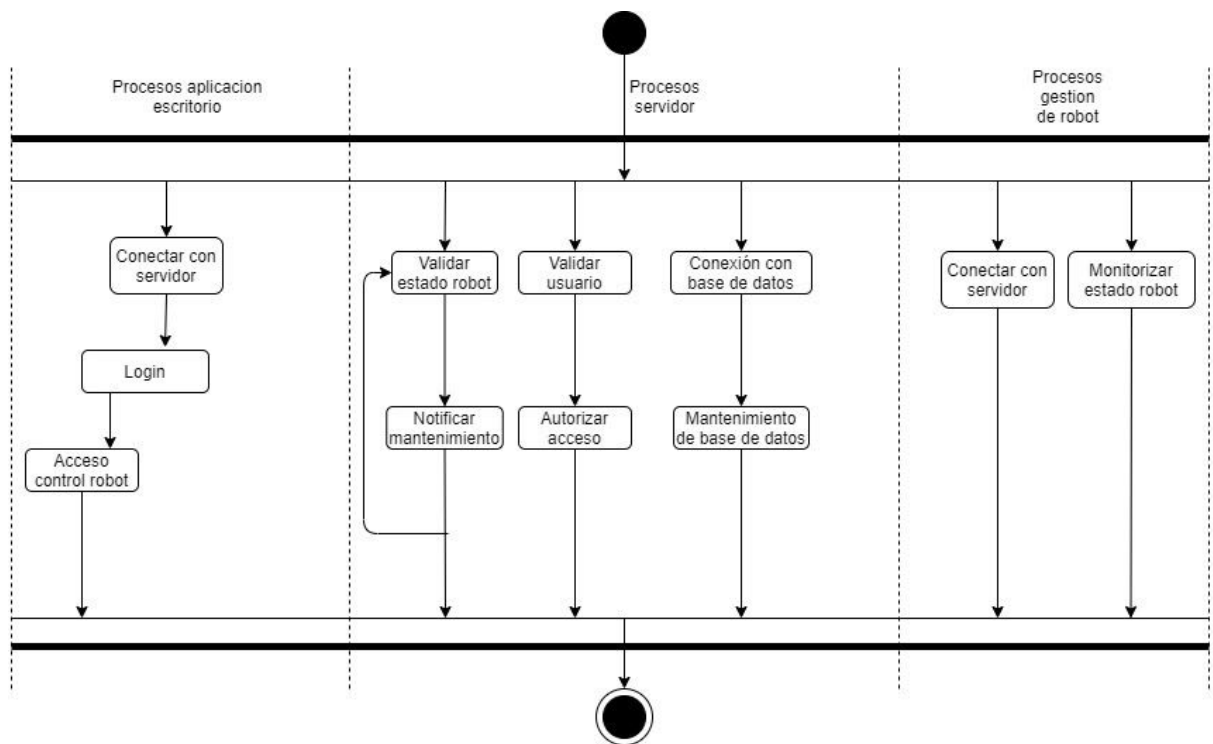 Procesos aplicacion
escritorio
Procesos
servidor
Procesos
gestion
de robot
Conectar con
servidor
Login
Acceso
control robot
Validar
estado robot
Notificar
mantenimiento
Validar
usuario
Autorizar
acceso
Conexión con
base de datos
Mantenimiento
de base de datos
Conectar con
servidor
Monitorizar
estado robot